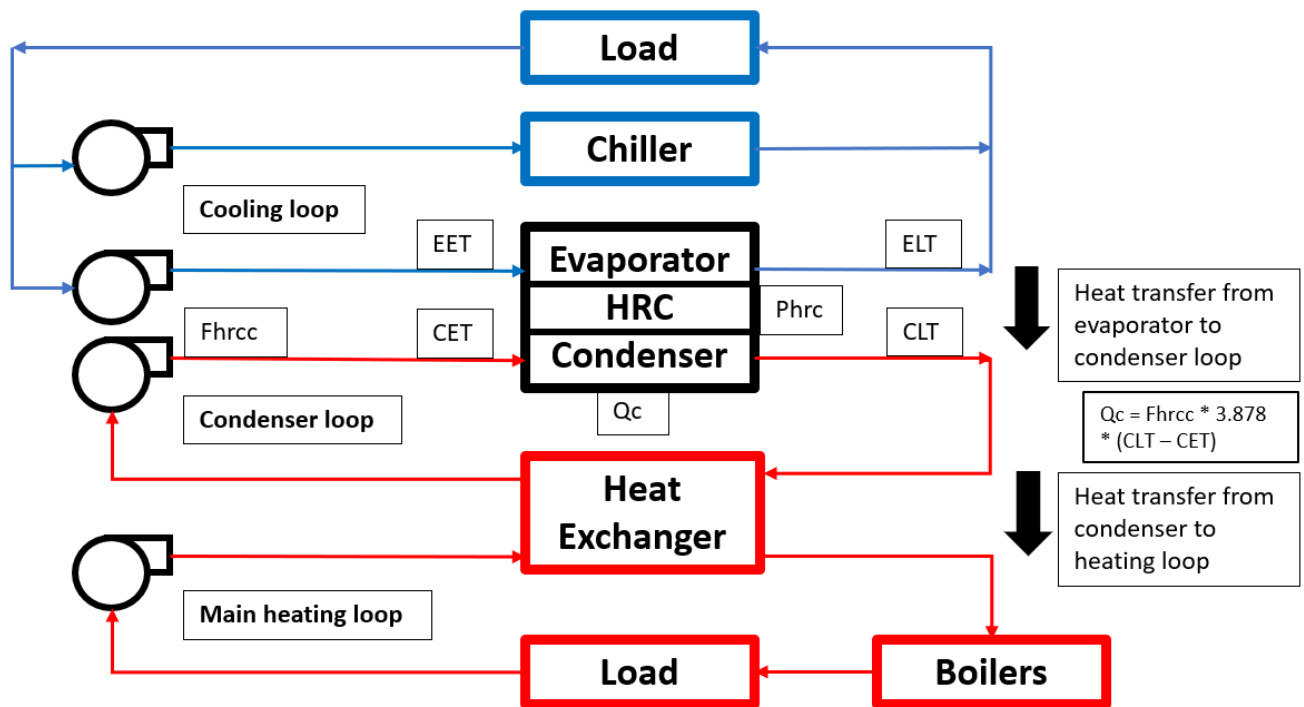 Load
Chiller
Cooling loop
EET
ELT
Evaporator
HRC
Condenser
Phrc
Fhrcc
CET
CLT
Heat transfer from
evaporator to
condenser loop
Condenser loop
Qc
Qc = Fhrcc * 3.878
* (CLT – CET)
Heat
Exchanger
Heat transfer from
condenser to
heating loop
Main heating loop
Load
Boilers